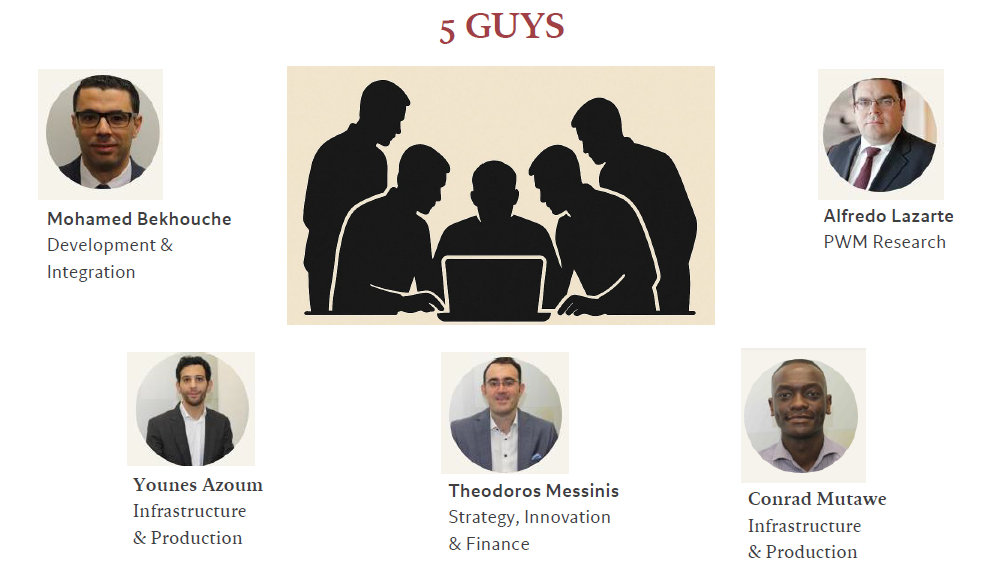 5 GUYS
Mohamed Bekhouche
Development &
Integration
Alfredo Lazarte
PWM Research
Younes Azoum
Infrastructure
& Production
Theodoros Messinis
Strategy, Innovation
& Finance
Conrad Mutawe
Infrastructure
& Production